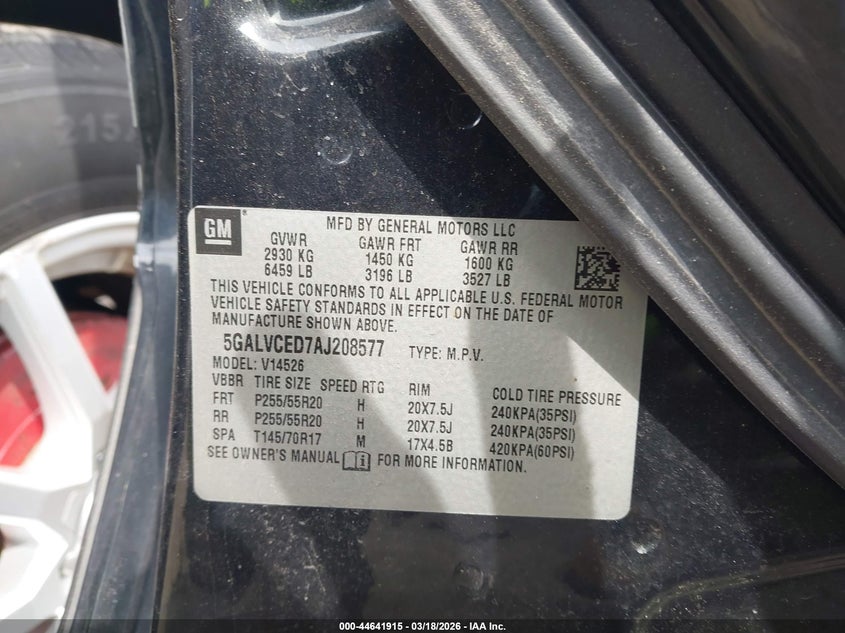 215
GM
MFD BY GENERAL MOTORS LLC
GVWR GAWR FRT GAWR RR
2930 KG 1450 KG 1600 KG
6459 LB 3196 LB 3527 LB
THIS VEHICLE CONFORMS TO ALL APPLICABLE U.S. FEDERAL MOTOR
VEHICLE SAFETY STANDARDS IN EFFECT ON THE DATE OF
MANUFACTURE SHOWN ABOVE.
5GALVCED7AJ208577 TYPE: M.P.V.
MODEL: V14526
VBBR TIRE SIZE SPEED RTG RIM COLD TIRE PRESSURE
FRT P255/55R20 H 20X7.5J 240KPA(35PSI)
RR P255/55R20 H 20X7.5J 240KPA(35PSI)
SPA T145/70R17 M 17X4.5B 420KPA(60PSI)
SEE OWNER'S MANUAL FOR MORE INFORMATION.
000-44641915 - 03/18/2026 - IAA Inc.